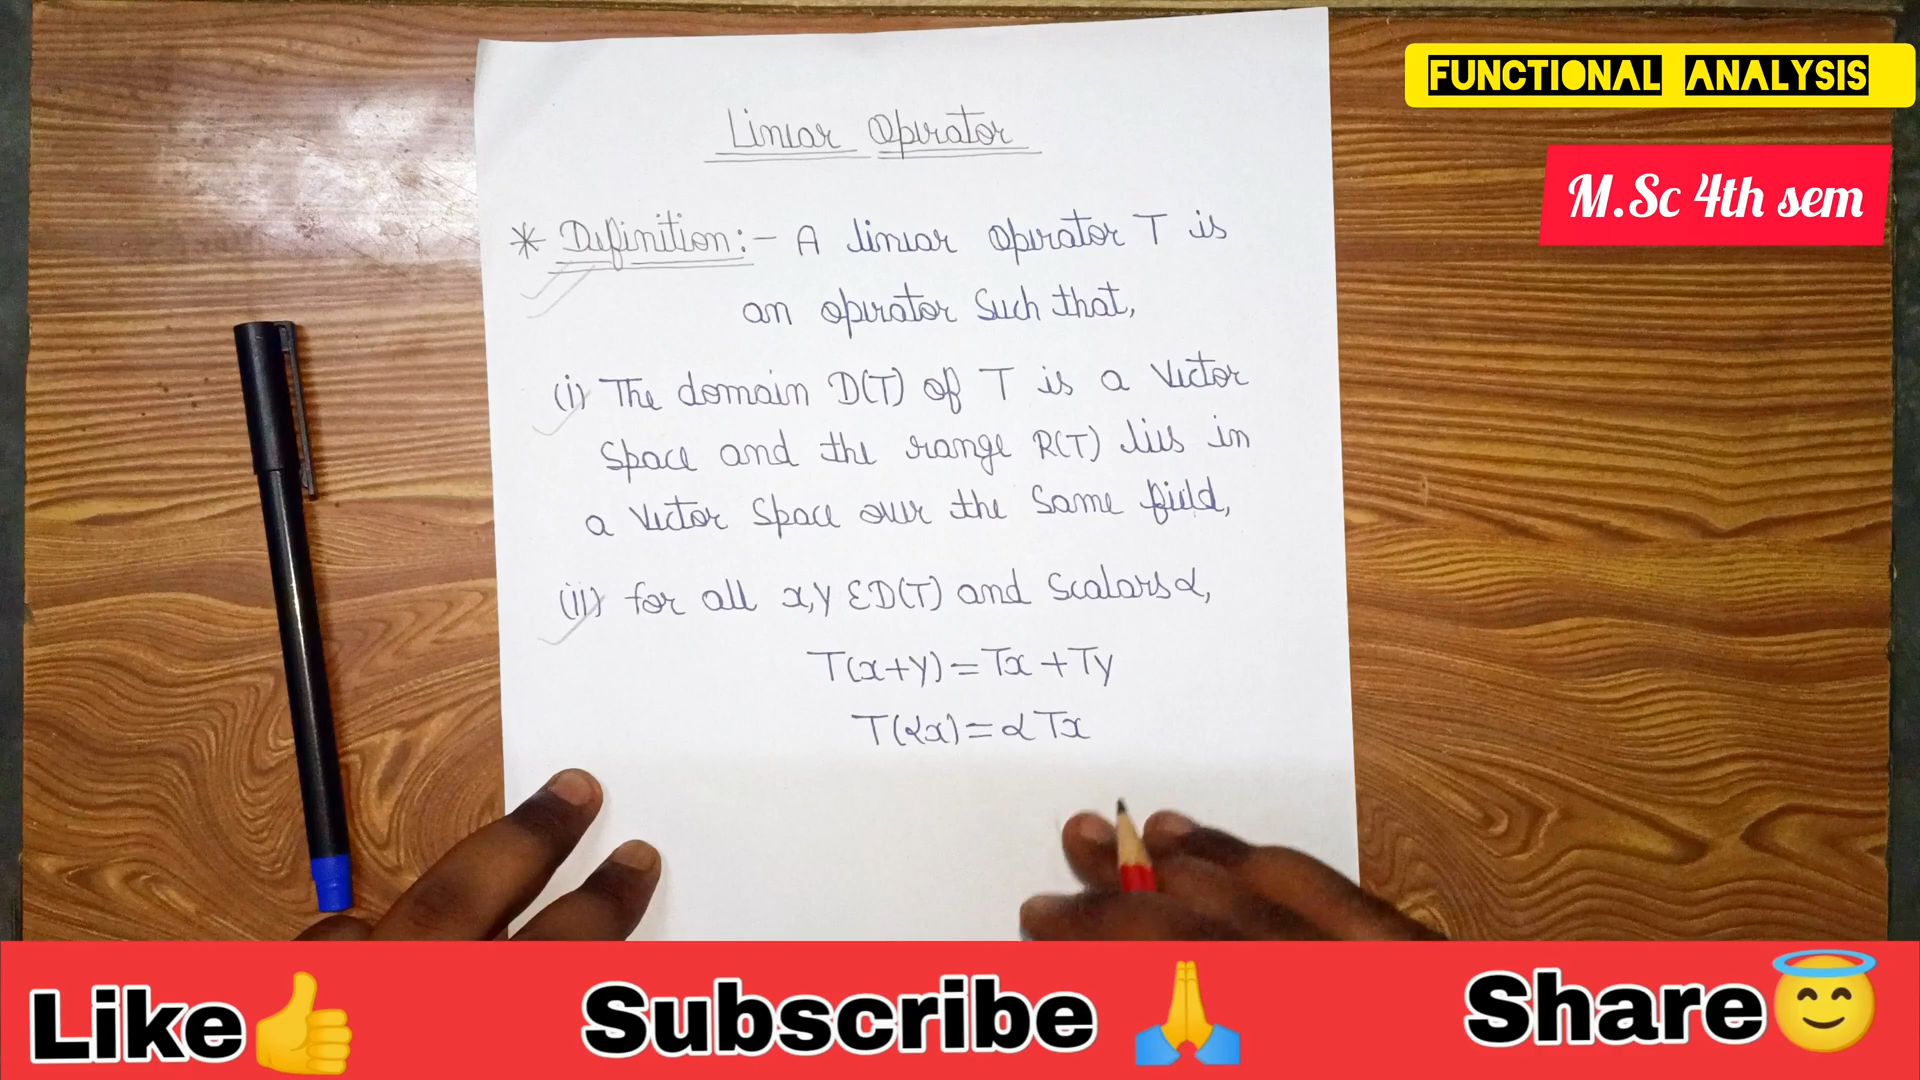 FUNCTIONAL ANALYSIS
M.Sc 4th sem
Linear Operator
* Definition:- A linear operator T is
an operator such that,
(i) The domain D(T) of T is a vector
space and the range R(T) lies in
a vector space over the same field,
(ii) for all x,y ∈ D(T) and scalars α,
T(x+y) = Tx + Ty
T(αx) = α Tx
Like👍 Subscribe 🙏 Share😇